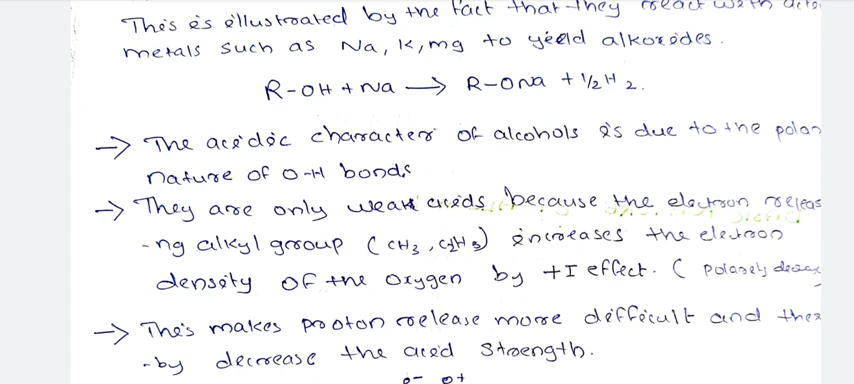 This is illustrated by the fact that they react with
metals such as Na, K, mg to yield alkoxides.
R-OH + Na → R-ONa + 1/2 H2.
→ The acidic character of alcohols is due to the polar
nature of O-H bonds
→ They are only weak acids because the electron releas
-ng alkyl group (CH3, C2H5) increases the electron
density of the oxygen by +I effect. (
→ This makes proton release more difficult and there
-by decrease the acid strength.
δ- δ+